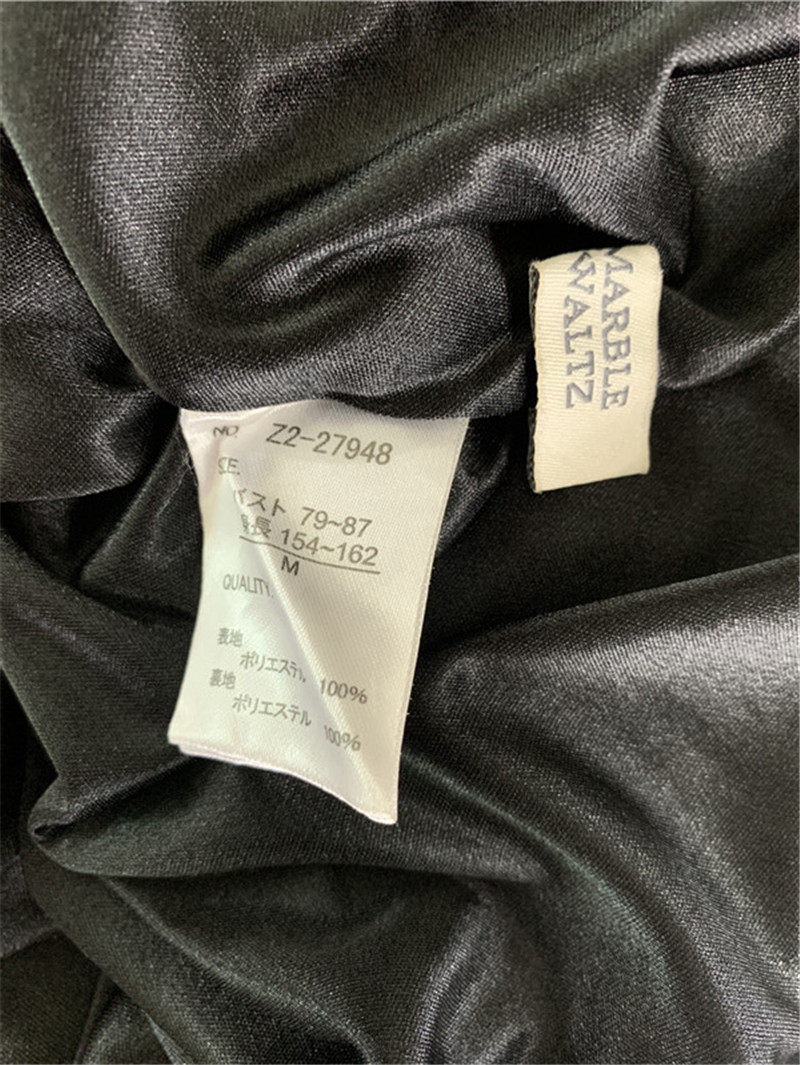 NO. Z2-27948
SIZE.
バスト 79~87
身長 154~162
M
QUALITY.
表地
ポリエステル 100%
裏地
ポリエステル 100%
MARBLE
WALTZ